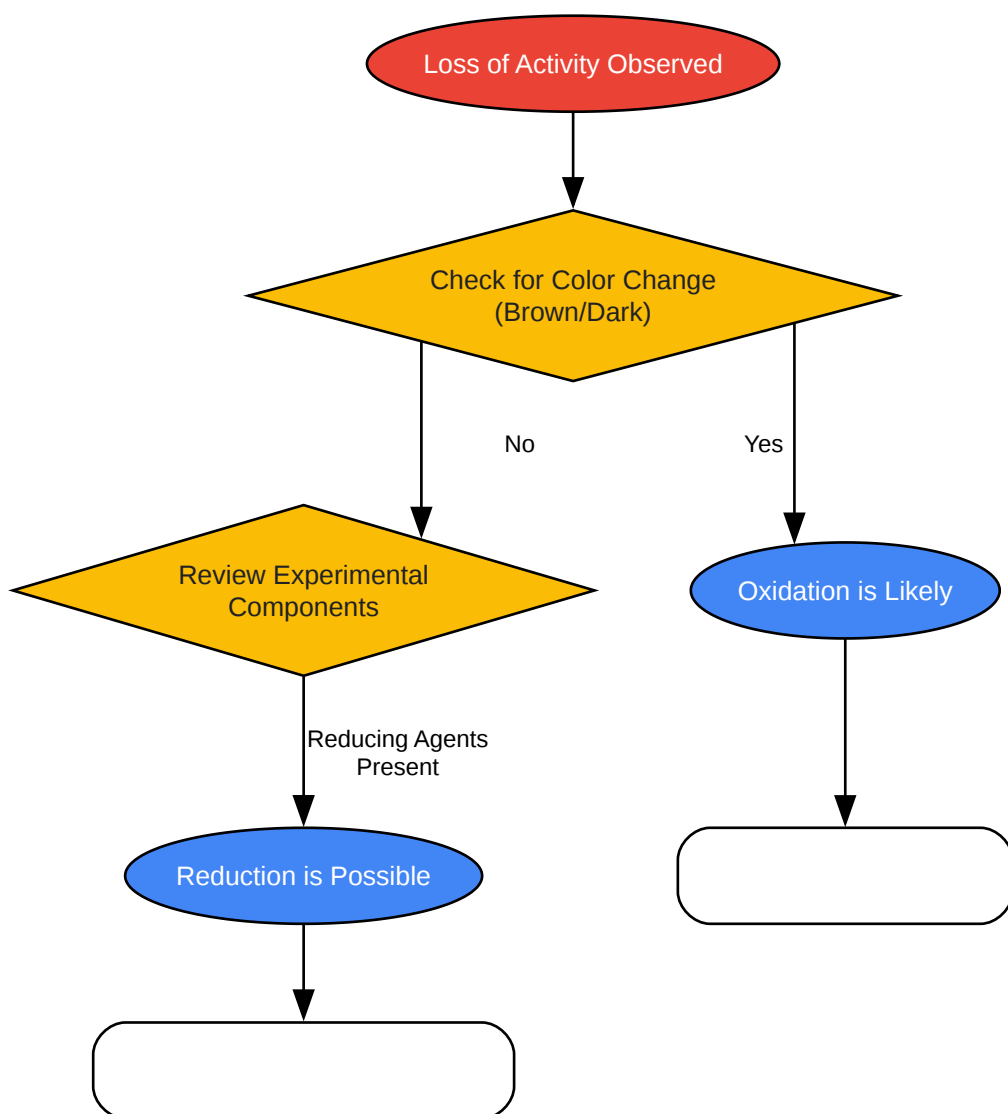 Loss of Activity Observed
Check for Color Change
(Brown/Dark)
No
Yes
Review Experimental
Components
Oxidation is Likely
Reducing Agents
Present
Reduction is Possible